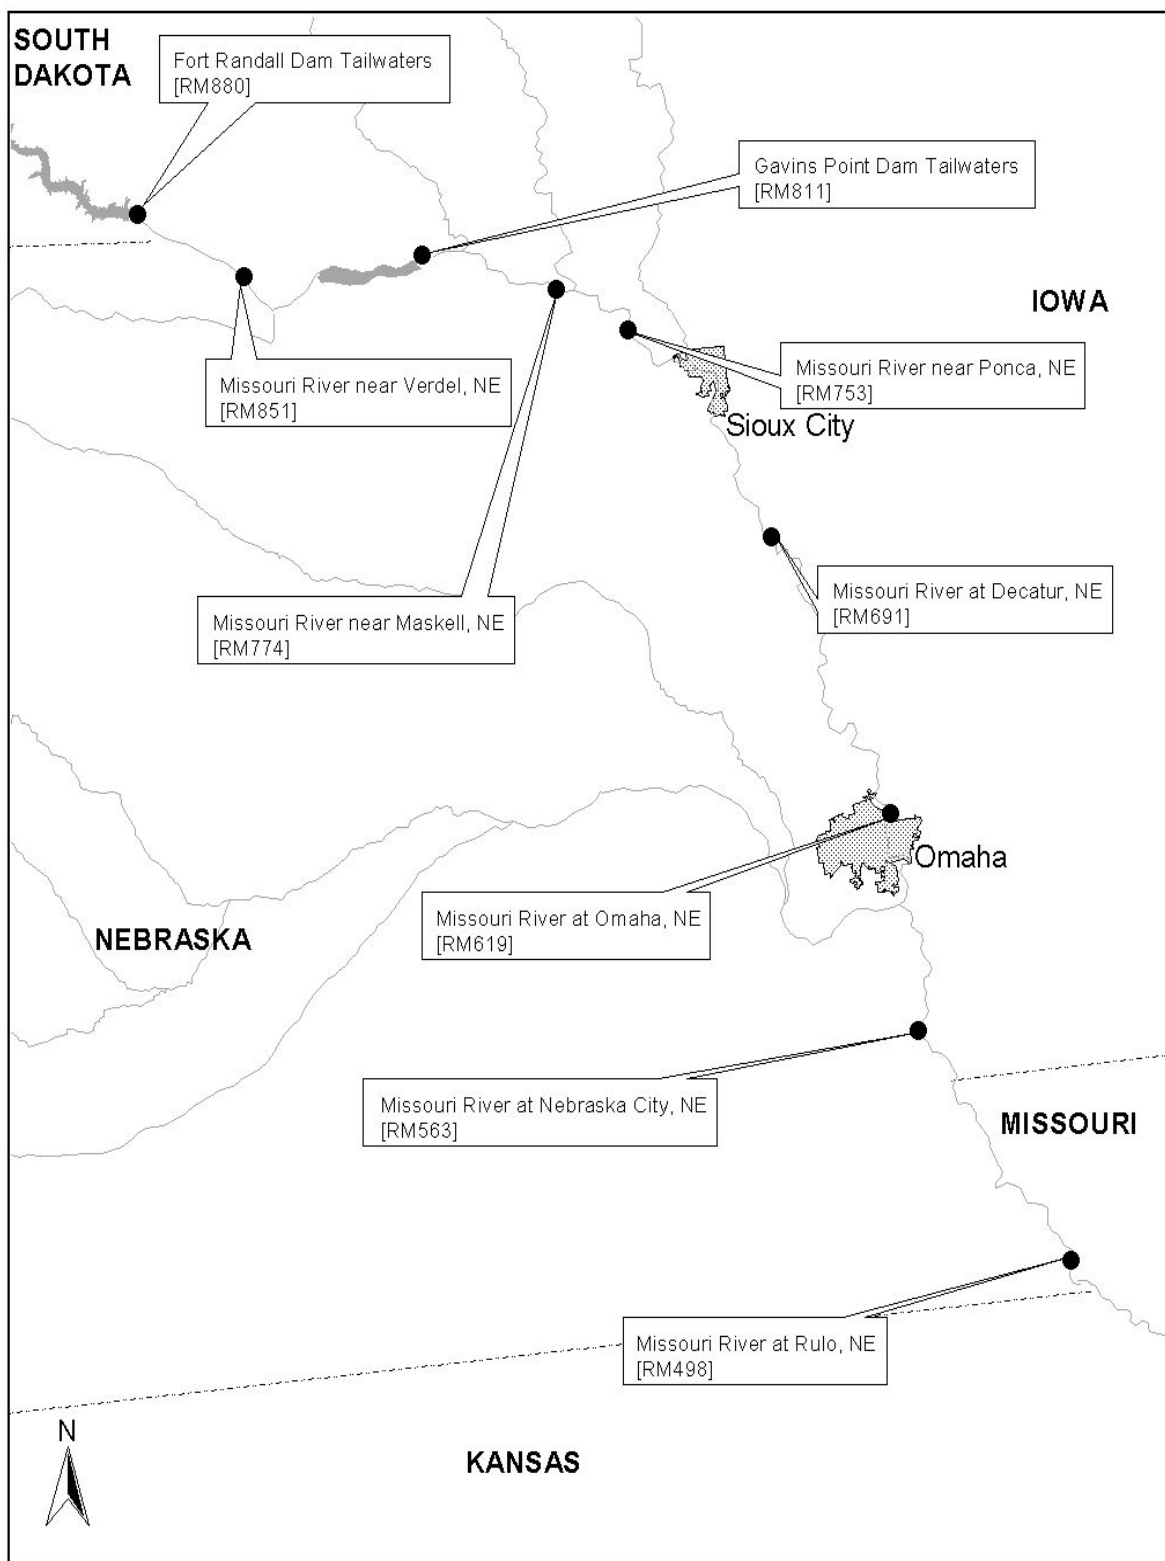 SOUTH
DAKOTA
Fort Randall Dam Tailwaters
[RM880]
Gavins Point Dam Tailwaters
[RM811]
IOWA
Missouri River near Verdel, NE
[RM851]
Missouri River near Ponca, NE
[RM753]
Sioux City
Missouri River near Maskell, NE
[RM774]
Missouri River at Decatur, NE
[RM691]
Omaha
Missouri River at Omaha, NE
[RM619]
NEBRASKA
Missouri River at Nebraska City, NE
[RM563]
MISSOURI
Missouri River at Rulo, NE
[RM498]
N
KANSAS